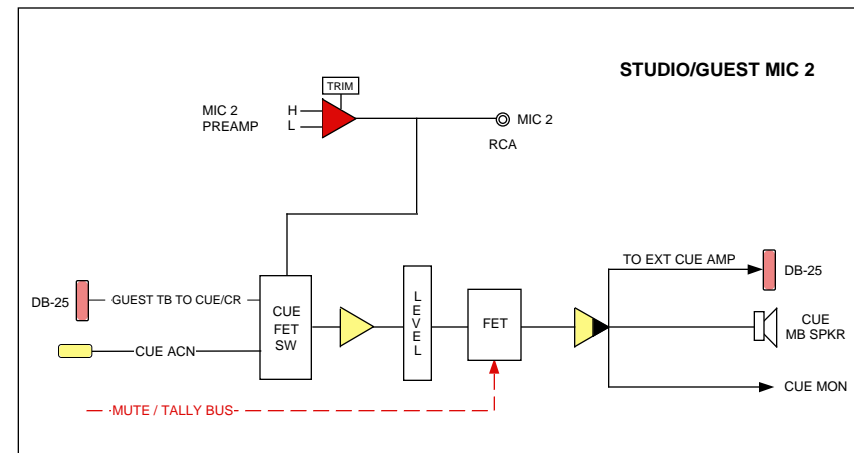 STUDIO/GUEST MIC 2
TRIM
MIC 2
PREAMP
H
L
MIC 2
RCA
TO EXT CUE AMP
DB-25
DB-25
GUEST TB TO CUE/CR
CUE
FET
SW
LEVEL
FET
CUE
MB SPKR
CUE ACN
CUE MON
MUTE / TALLY BUS